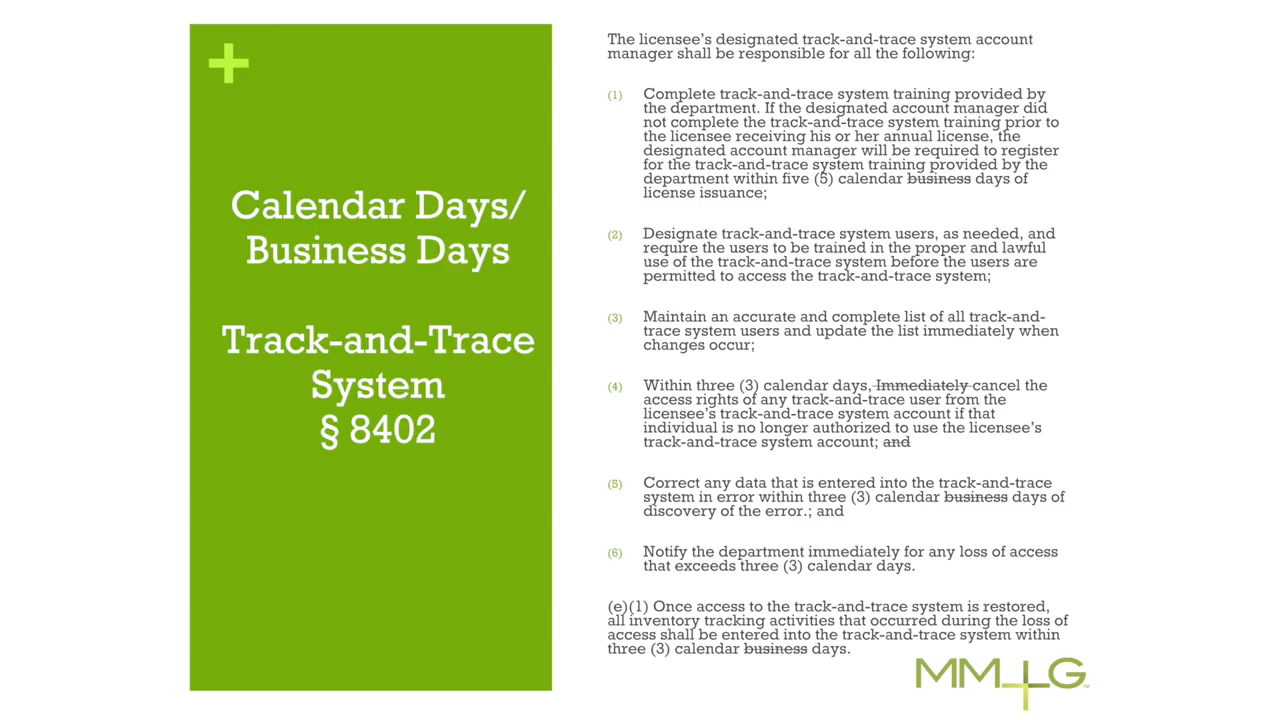 +
Calendar Days/
Business Days
Track-and-Trace
System
§ 8402
The licensee's designated track-and-trace system account
manager shall be responsible for all the following:
(1) Complete track-and-trace system training provided by
the department. If the designated account manager did
not complete the track-and-trace system training prior to
the licensee receiving his or her annual license, the
designated account manager will be required to register
for the track-and-trace system training provided by the
department within five (5) calendar business days of
license issuance;
(2) Designate track-and-trace system users, as needed, and
require the users to be trained in the proper and lawful
use of the track-and-trace system before the users are
permitted to access the track-and-trace system;
(3) Maintain an accurate and complete list of all track-and-
trace system users and update the list immediately when
changes occur;
(4) Within three (3) calendar days, Immediately cancel the
access rights of any track-and-trace user from the
licensee's track-and-trace system account if that
individual is no longer authorized to use the licensee's
track-and-trace system account; and
(5) Correct any data that is entered into the track-and-trace
system in error within three (3) calendar business days of
discovery of the error.; and
(6) Notify the department immediately for any loss of access
that exceeds three (3) calendar days.
(e)(1) Once access to the track-and-trace system is restored,
all inventory tracking activities that occurred during the loss of
access shall be entered into the track-and-trace system within
three (3) calendar business days.
MMLG™